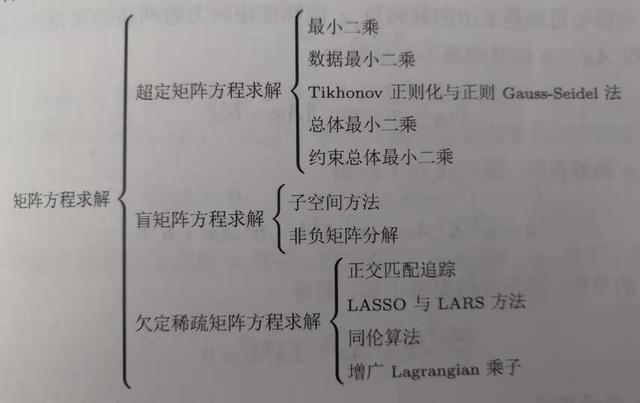 最小二乘
数据最小二乘
超定矩阵方程求解
Tikhonov 正则化与正则 Gauss-Seidel 法
总体最小二乘
约束总体最小二乘
矩阵方程求解
盲矩阵方程求解
子空间方法
非负矩阵分解
正交匹配追踪
欠定稀疏矩阵方程求解
LASSO 与 LARS 方法
同伦算法
增广 Lagrangian 乘子